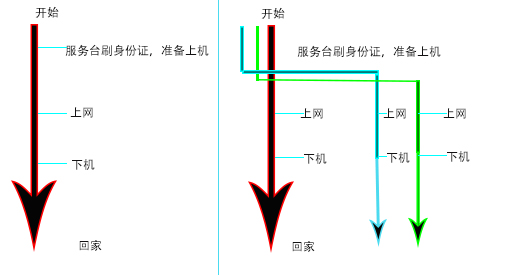 开始
服务台刷身份证，准备上机
上网
下机
回家
开始
服务台刷身份证，准备上机
上网 上网 上网
下机 下机 下机
回家